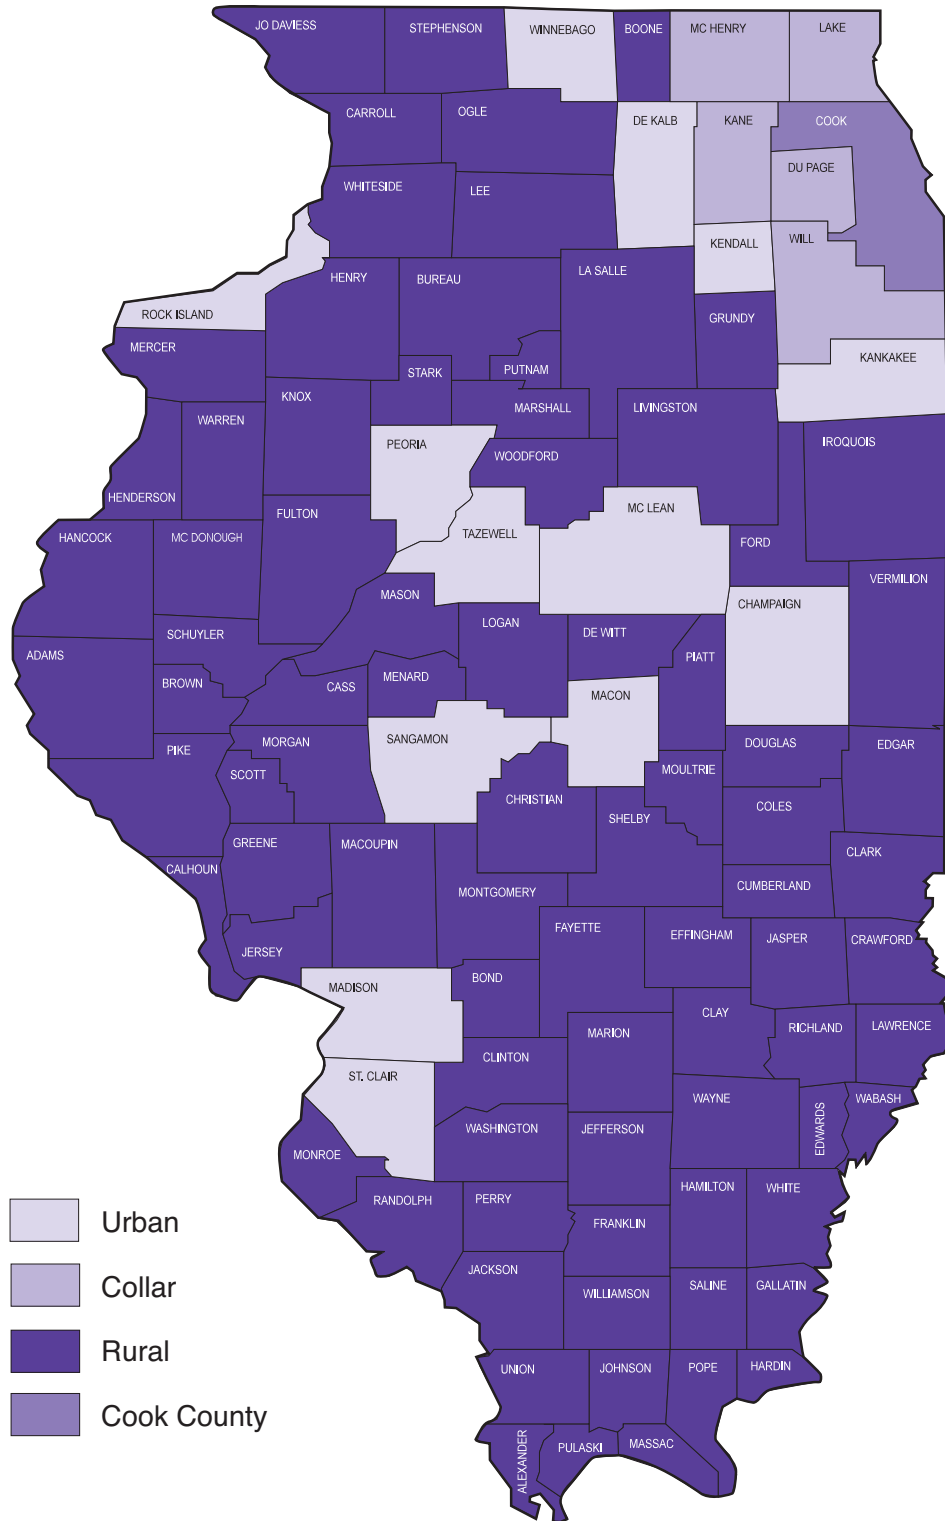 JO DAVIESS
STEPHENSON
WINNEBAGO
BOONE
MC HENRY
LAKE
CARROLL
OGLE
DE KALB
KANE
COOK
DU PAGE
WHITESIDE
LEE
KENDALL
WILL
HENRY
BUREAU
LA SALLE
ROCK ISLAND
GRUNDY
MERCER
KANKAKEE
STARK
PUTNAM
KNOX
MARSHALL
LIVINGSTON
WARREN
PEORIA
IROQUOIS
WOODFORD
HENDERSON
FULTON
MC LEAN
HANCOCK
MC DONOUGH
TAZEWELL
FORD
VERMILION
MASON
CHAMPAIGN
LOGAN
DE WITT
SCHUYLER
ADAMS
PIATT
BROWN
CASS
MENARD
MACON
PIKE
MORGAN
SANGAMON
DOUGLAS
EDGAR
SCOTT
MOULTRIE
CHRISTIAN
COLES
SHELBY
GREENE
MACOUPIN
CLARK
CALHOUN
CUMBERLAND
MONTGOMERY
FAYETTE
EFFINGHAM
JASPER
CRAWFORD
JERSEY
BOND
MADISON
CLAY
LAWRENCE
RICHLAND
MARION
CLINTON
ST. CLAIR
WAYNE
WABASH
EDWARDS
WASHINGTON
JEFFERSON
MONROE
HAMILTON
WHITE
RANDOLPH
PERRY
FRANKLIN
JACKSON
WILLIAMSON
SALINE
GALLATIN
UNION
JOHNSON
POPE
HARDIN
ALEXANDER
PULASKI
MASSAC
Urban
Collar
Rural
Cook County